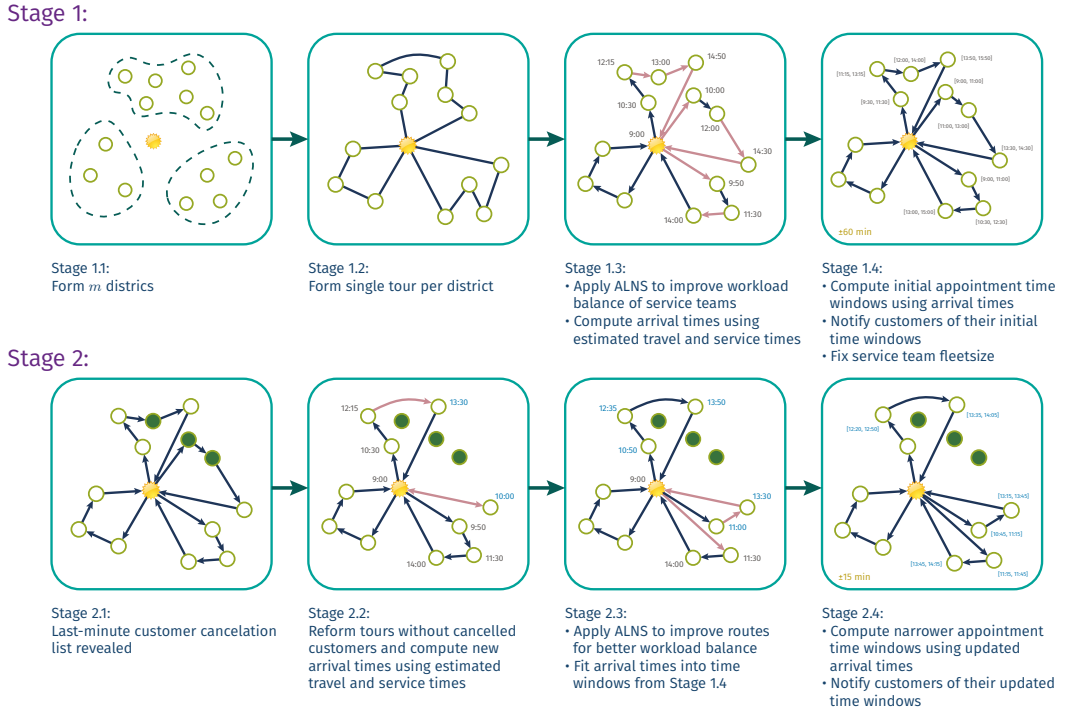 Stage 1:
12:15
13:00
14:50
10:30
10:00
12:00
9:00
14:30
9:50
14:00
11:30
[11:15, 13:15]
[12:00, 14:00]
[12:50, 15:50]
[9:30, 11:30]
[9:00, 11:00]
[11:00, 13:00]
[13:30, 14:30]
[9:00, 11:00]
[13:00, 15:00]
[10:30, 12:30]
±60 min
Stage 1.1:
Form m districs
Stage 1.2:
Form single tour per district
Stage 1.3:
• Apply ALNS to improve workload
balance of service teams
• Compute arrival times using
estimated travel and service times
Stage 1.4:
• Compute initial appointment time
windows using arrival times
• Notify customers of their initial
time windows
• Fix service team fleetsize
Stage 2:
12:15
13:30
10:30
9:00
10:00
9:50
14:00
11:30
12:35
13:50
10:50
9:00
13:30
11:00
14:00
11:30
[12:20, 12:50]
[13:35, 14:05]
[13:15, 13:45]
[10:45, 11:15]
[13:45, 14:15]
[11:15, 11:45]
±15 min
Stage 2.1:
Last-minute customer cancelation
list revealed
Stage 2.2:
Reform tours without cancelled
customers and compute new
arrival times using estimated
travel and service times
Stage 2.3:
• Apply ALNS to improve routes
for better workload balance
• Fit arrival times into time
windows from Stage 1.4
Stage 2.4:
• Compute narrower appointment
time windows using updated
arrival times
• Notify customers of their updated
time windows